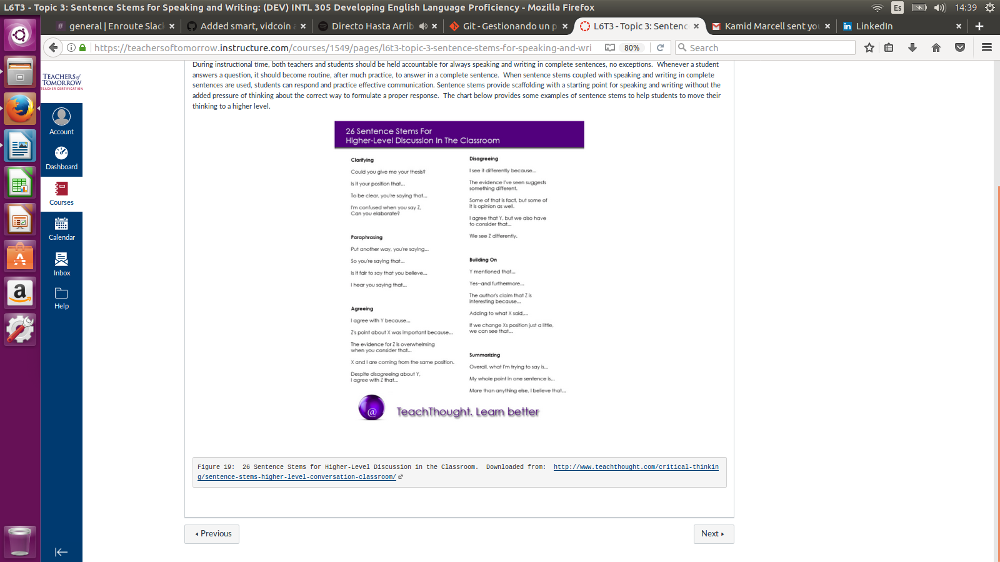 L6T3 - Topic 3: Sentence Stems for Speaking and Writing: (DEV) INTL 305 Developing English Language Proficiency - Mozilla Firefox
Es
14:39
# general | Enroute Slack
Added smart, vidcoin a
Directo Hasta Arrib
Git - Gestionando un p
L6T3 - Topic 3: Sentenc
Kamid Marcell sent you
LinkedIn
https://teachersoftomorrow.instructure.com/courses/1549/pages/l6t3-topic-3-sentence-stems-for-speaking-and-wri
80%
Search
TEACHERS of
TOMORROW
TEACHER CERTIFICATION
Account
Dashboard
Courses
Calendar
Inbox
Help
During instructional time, both teachers and students should be held accountable for always speaking and writing in complete sentences, no exceptions. Whenever a student
answers a question, it should become routine, after much practice, to answer in a complete sentence. When sentence stems coupled with speaking and writing in complete
sentences are used, students can respond and practice effective communication. Sentence stems provide scaffolding with a starting point for speaking and writing without the
added pressure of thinking about the correct way to formulate a proper response. The chart below provides some examples of sentence stems to help students to move their
thinking to a higher level.
26 Sentence Stems For
Higher-Level Discussion In The Classroom
Clarifying
Could you give me your thesis?
Is it your position that...
To be clear, you're saying that...
I'm confused when you say Z.
Can you elaborate?
Paraphrasing
Put another way, you're saying...
So you're saying that...
Is it fair to say that you believe...
I hear you saying that...
Agreeing
I agree with Y because...
Z's point about X was important because...
The evidence for Z is overwhelming
when you consider that...
X and I are coming from the same position.
Despite disagreeing about Y,
I agree with Z that...
Disagreeing
I see it differently because...
The evidence I've seen suggests
something different.
Some of that is fact, but some of
it is opinion as well.
I agree that Y, but we also have
to consider that...
We see Z differently.
Building On
Y mentioned that...
Yes--and furthermore...
The author's claim that Z is
interesting because...
Adding to what X said,...
If we change Xs position just a little,
we can see that...
Summarizing
Overall, what I'm trying to say is...
My whole point in one sentence is...
More than anything else, I believe that...
@ TeachThought. Learn better
Figure 19: 26 Sentence Stems for Higher-Level Discussion in the Classroom. Downloaded from: http://www.teachthought.com/critical-thinkin
g/sentence-stems-higher-level-conversation-classroom/
Previous
Next